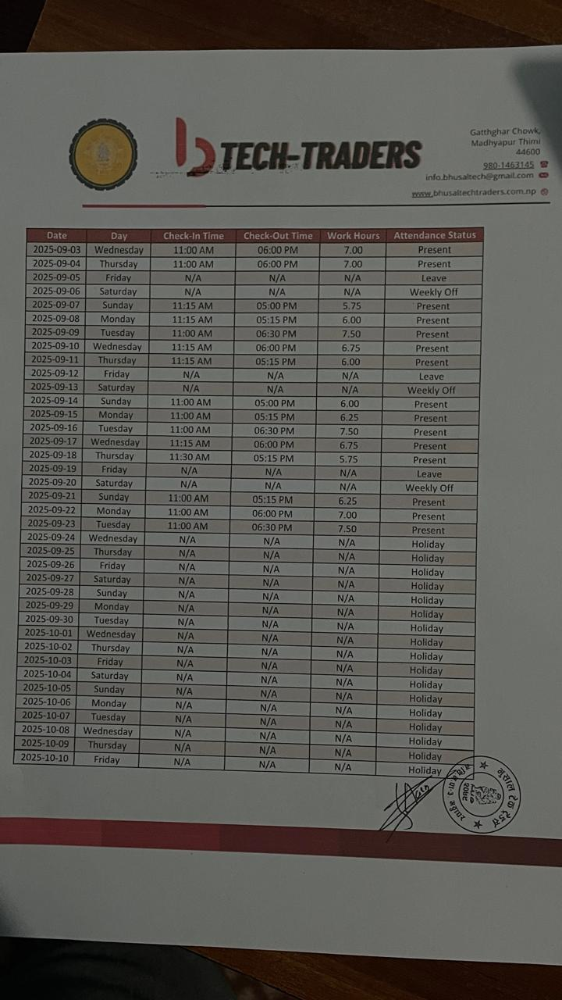 b TECH-TRADERS
Gatthghar Chowk,
Madhyapur Thimi
44600
980-1463145
info.bhusaltech@gmail.com
www.bhusaltechtraders.com.np
Date Day Check-In Time Check-Out Time Work Hours Attendance Status
2025-09-03 Wednesday 11:00 AM 06:00 PM 7.00 Present
2025-09-04 Thursday 11:00 AM 06:00 PM 7.00 Present
2025-09-05 Friday N/A N/A N/A Leave
2025-09-06 Saturday N/A N/A N/A Weekly Off
2025-09-07 Sunday 11:15 AM 05:00 PM 5.75 Present
2025-09-08 Monday 11:15 AM 05:15 PM 6.00 Present
2025-09-09 Tuesday 11:00 AM 06:30 PM 7.50 Present
2025-09-10 Wednesday 11:15 AM 06:00 PM 6.75 Present
2025-09-11 Thursday 11:15 AM 05:15 PM 6.00 Present
2025-09-12 Friday N/A N/A N/A Leave
2025-09-13 Saturday N/A N/A N/A Weekly Off
2025-09-14 Sunday 11:00 AM 05:00 PM 6.00 Present
2025-09-15 Monday 11:00 AM 05:15 PM 6.25 Present
2025-09-16 Tuesday 11:00 AM 06:30 PM 7.50 Present
2025-09-17 Wednesday 11:15 AM 06:00 PM 6.75 Present
2025-09-18 Thursday 11:30 AM 05:15 PM 5.75 Present
2025-09-19 Friday N/A N/A N/A Leave
2025-09-20 Saturday N/A N/A N/A Weekly Off
2025-09-21 Sunday 11:00 AM 05:15 PM 6.25 Present
2025-09-22 Monday 11:00 AM 06:00 PM 7.00 Present
2025-09-23 Tuesday 11:00 AM 06:30 PM 7.50 Present
2025-09-24 Wednesday N/A N/A N/A Holiday
2025-09-25 Thursday N/A N/A N/A Holiday
2025-09-26 Friday N/A N/A N/A Holiday
2025-09-27 Saturday N/A N/A N/A Holiday
2025-09-28 Sunday N/A N/A N/A Holiday
2025-09-29 Monday N/A N/A N/A Holiday
2025-09-30 Tuesday N/A N/A N/A Holiday
2025-10-01 Wednesday N/A N/A N/A Holiday
2025-10-02 Thursday N/A N/A N/A Holiday
2025-10-03 Friday N/A N/A N/A Holiday
2025-10-04 Saturday N/A N/A N/A Holiday
2025-10-05 Sunday N/A N/A N/A Holiday
2025-10-06 Monday N/A N/A N/A Holiday
2025-10-07 Tuesday N/A N/A N/A Holiday
2025-10-08 Wednesday N/A N/A N/A Holiday
2025-10-09 Thursday N/A N/A N/A Holiday
2025-10-10 Friday N/A N/A N/A Holiday
भुसाल टेक ट्रेडर्स